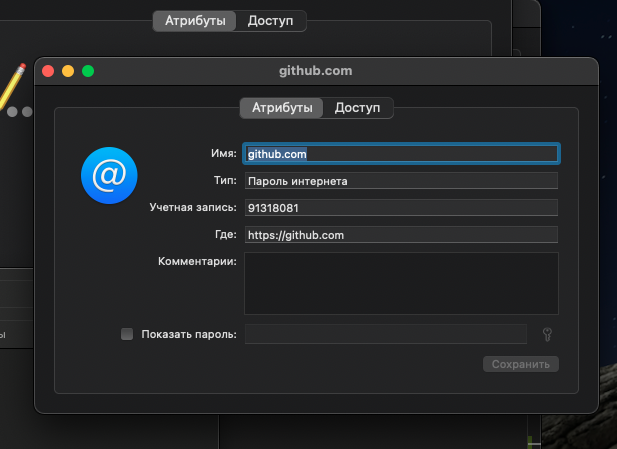 Атрибуты Доступ
github.com
Атрибуты Доступ
Имя: github.com
Тип: Пароль интернета
Учетная запись: 91318081
Где: https://github.com
Комментарии:
Показать пароль:
Сохранить